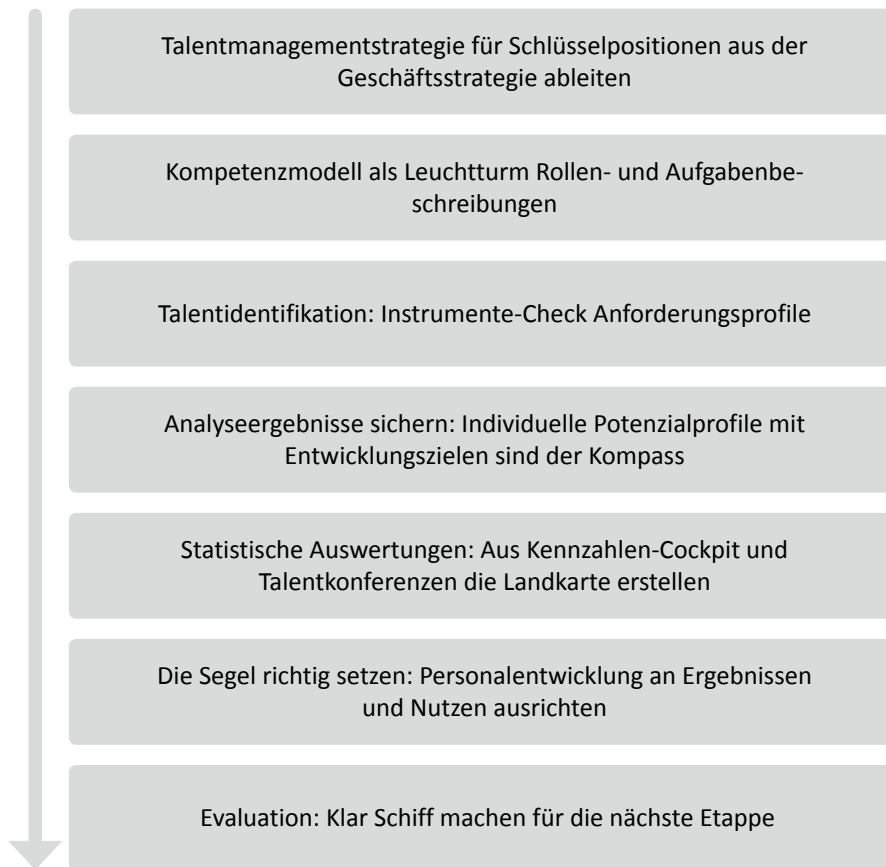 Talentmanagementstrategie für Schlüsselpositionen aus der
Geschäftsstrategie ableiten
Kompetenzmodell als Leuchtturm Rollen- und Aufgabenbe-
schreibungen
Talentidentifikation: Instrumente-Check Anforderungsprofile
Analyseergebnisse sichern: Individuelle Potenzialprofile mit
Entwicklungszielen sind der Kompass
Statistische Auswertungen: Aus Kennzahlen-Cockpit und
Talentkonferenzen die Landkarte erstellen
Die Segel richtig setzen: Personalentwicklung an Ergebnissen
und Nutzen ausrichten
Evaluation: Klar Schiff machen für die nächste Etappe